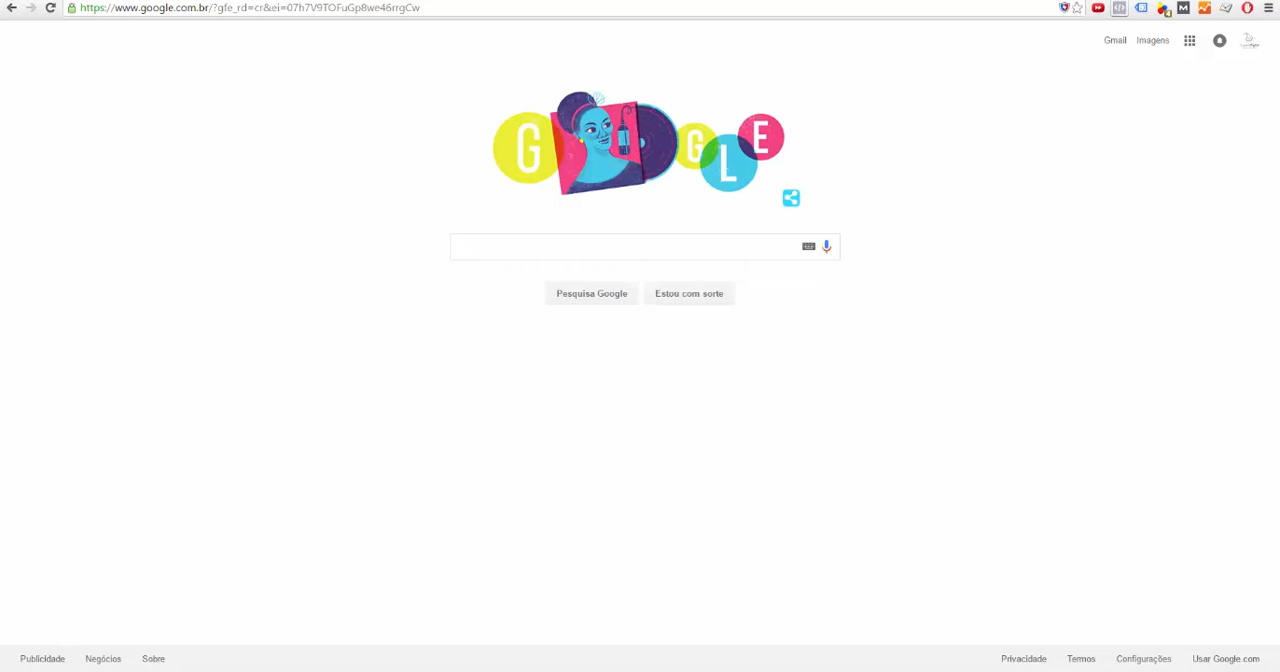 https://www.google.com.br/?gfe_rd=cr&ei=07h7V9TOFuGp8we46rrgCw
Gmail Imagens
G G L E
Pesquisa Google Estou com sorte
Publicidade Negócios Sobre Privacidade Termos Configurações Usar Google.com